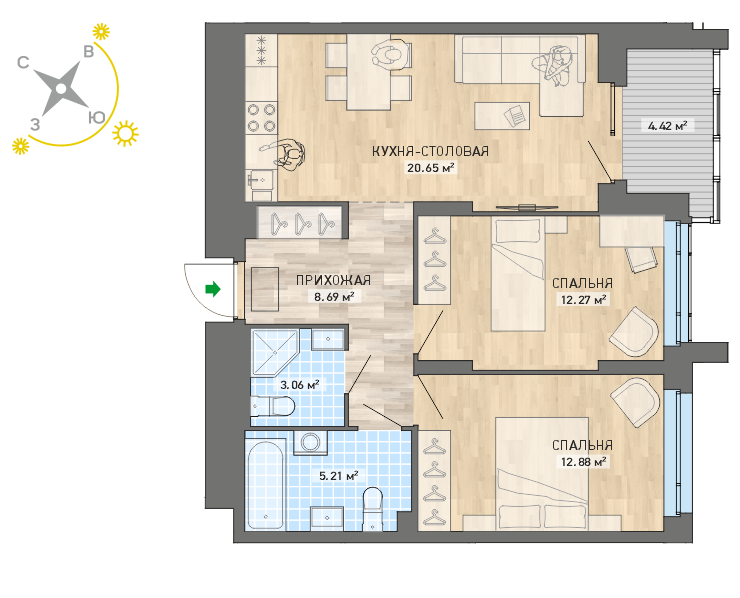 С
В
З
Ю
4.42 м²
КУХНЯ-СТОЛОВАЯ
20.65 м²
ПРИХОЖАЯ
8.69 м²
СПАЛЬНЯ
12.27 м²
3.06 м²
СПАЛЬНЯ
12.88 м²
5.21 м²